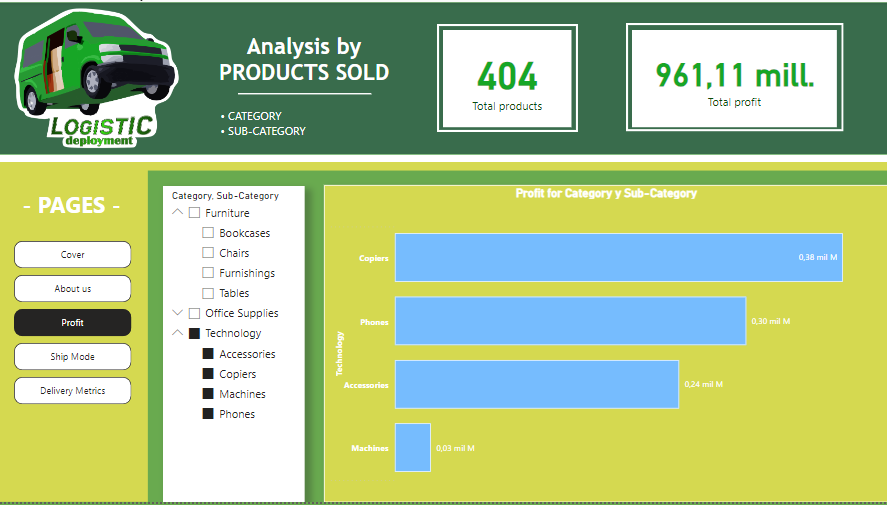 LOGISTIC
deployment
Analysis by
PRODUCTS SOLD
• CATEGORY
• SUB-CATEGORY
404
Total products
961,11 mill.
Total profit
- PAGES -
Cover
About us
Profit
Ship Mode
Delivery Metrics
Category, Sub-Category
Furniture
Bookcases
Chairs
Furnishings
Tables
Office Supplies
Technology
Accessories
Copiers
Machines
Phones
Profit for Category y Sub-Category
Technology
Copiers
0,38 mil M
Phones
0,30 mil M
Accessories
0,24 mil M
Machines
0,03 mil M